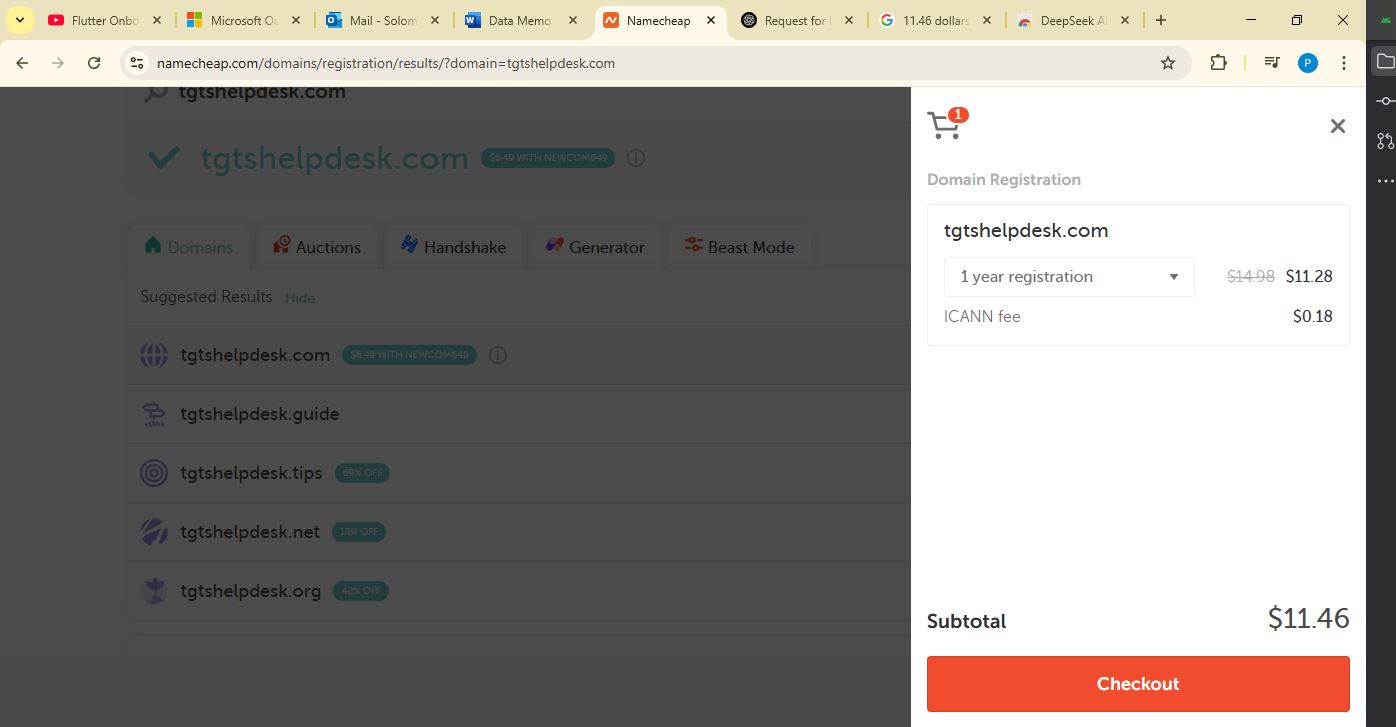 Flutter Onbo
Microsoft Ou
Mail - Solom
Data Memo
Namecheap
Request for
11.46 dollars
DeepSeek AI
namecheap.com/domains/registration/results/?domain=tgtshelpdesk.com
P
tgtshelpdesk.com
tgtshelpdesk.com
$6.49 WITH NEWCOM649
Domains
Auctions
Handshake
Generator
Beast Mode
Suggested Results Hide
tgtshelpdesk.com $6.49 WITH NEWCOM649
tgtshelpdesk.guide
tgtshelpdesk.tips 69% OFF
tgtshelpdesk.net 13% OFF
tgtshelpdesk.org 42% OFF
1
Domain Registration
tgtshelpdesk.com
1 year registration $14.98 $11.28
ICANN fee $0.18
Subtotal $11.46
Checkout